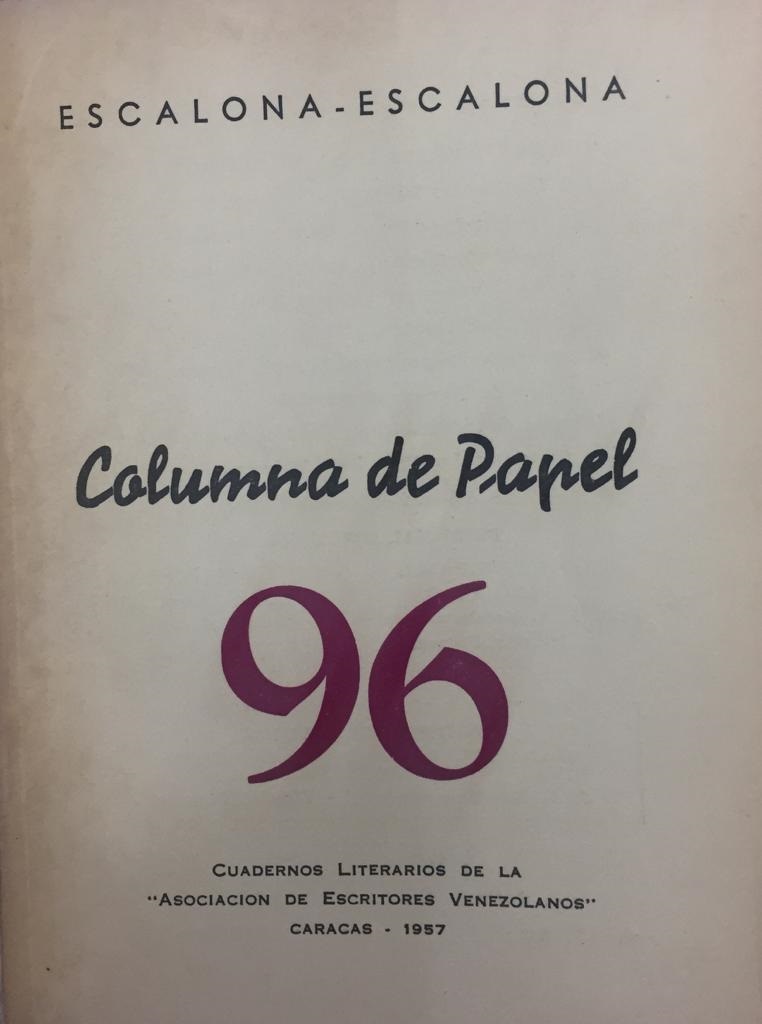 ESCALONA-ESCALONA
Columna de Papel
96
CUADERNOS LITERARIOS DE LA
"ASOCIACION DE ESCRITORES VENEZOLANOS"
CARACAS - 1957